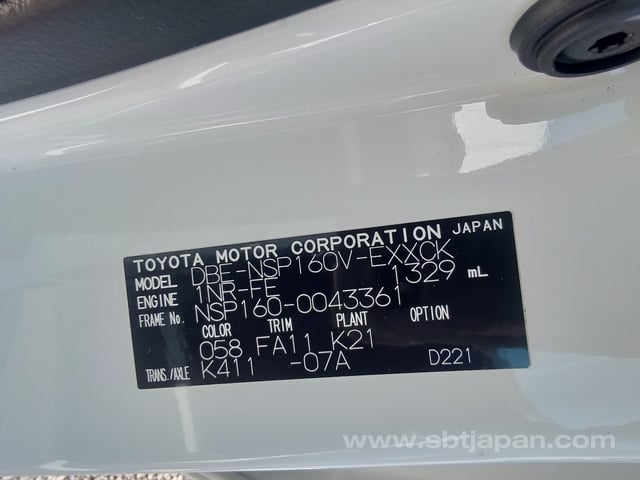 TOYOTA MOTOR CORPORATION JAPAN
MODEL DBE-NSP160V-EXXCK
ENGINE 1NR-FE 1329 mL
FRAME No. NSP160-0043361
COLOR TRIM PLANT OPTION
058 FA11 K21
TRANS./AXLE K411 -07A D221
www.sbtjapan.com